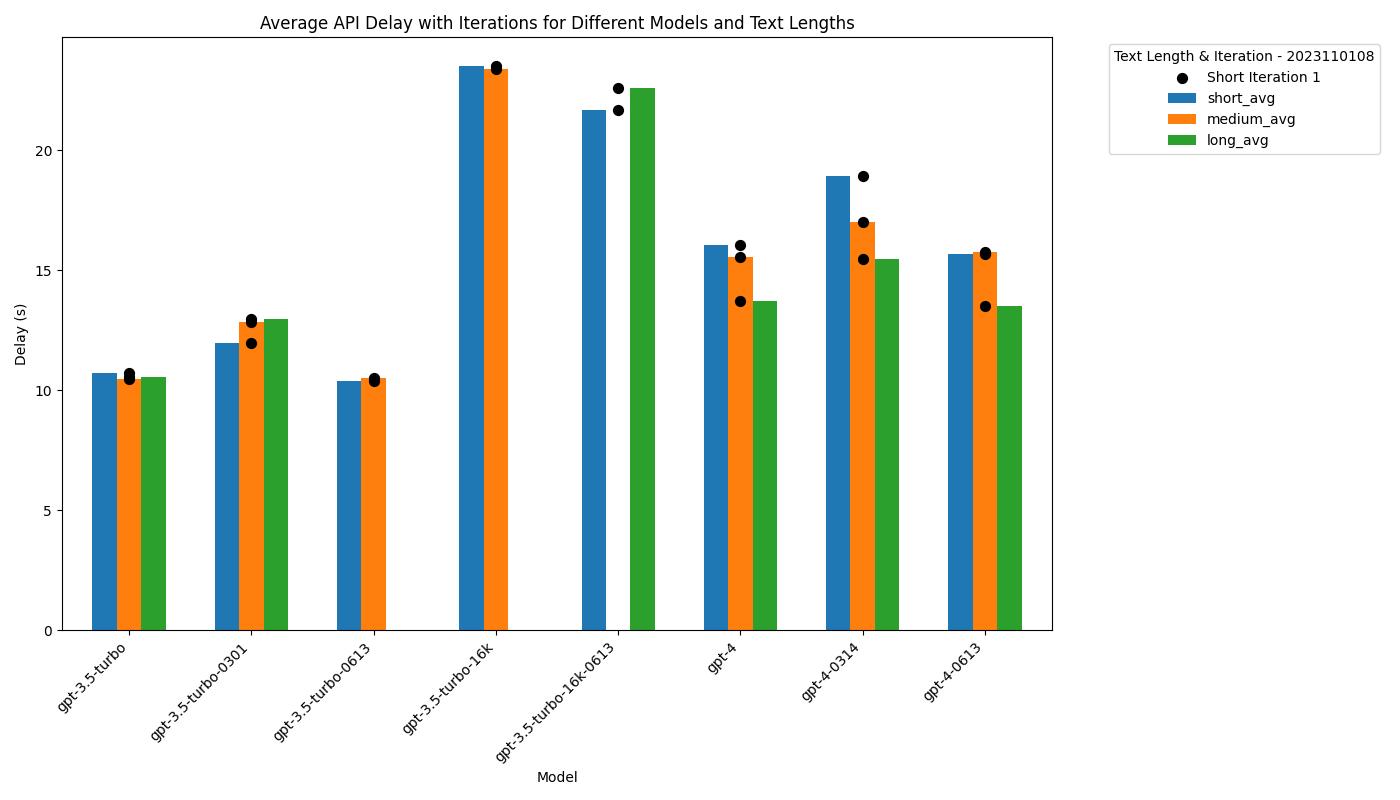 Average API Delay with Iterations for Different Models and Text Lengths
Text Length & Iteration - 2023110108
Short Iteration 1
short_avg
medium_avg
long_avg
Delay (s)
20
15
10
5
0
gpt-3.5-turbo
gpt-3.5-turbo-0301
gpt-3.5-turbo-0613
gpt-3.5-turbo-16k
gpt-3.5-turbo-16k-0613
gpt-4
gpt-4-0314
gpt-4-0613
Model